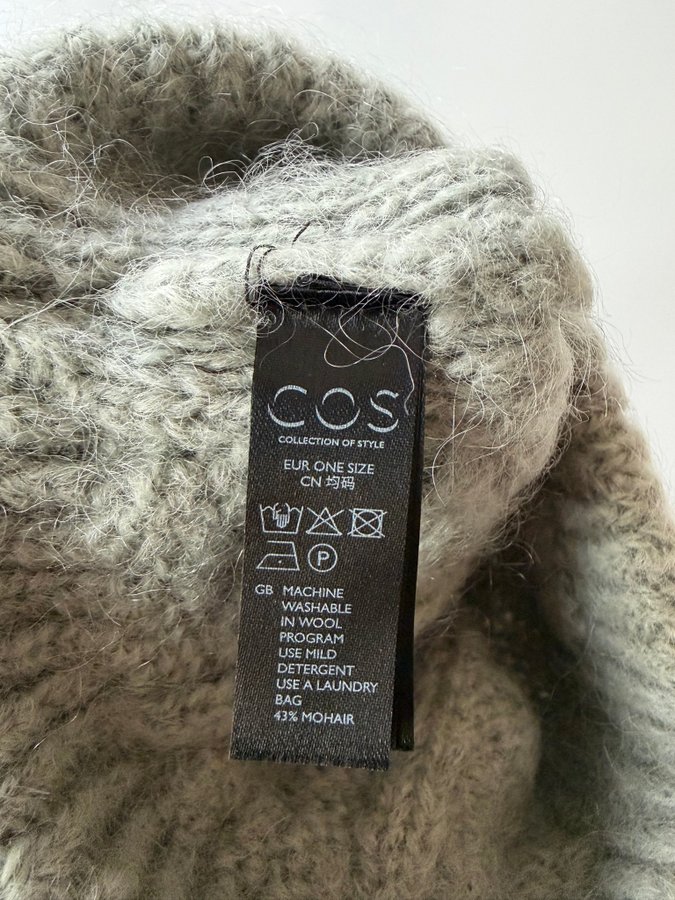 COS
COLLECTION OF STYLE
EUR ONE SIZE
CN 均码
P
GB MACHINE
WASHABLE
IN WOOL
PROGRAM
USE MILD
DETERGENT
USE A LAUNDRY
BAG
43% MOHAIR